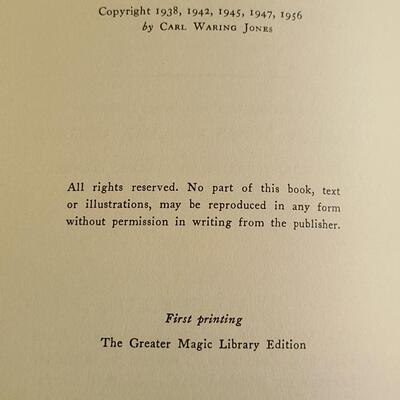 Copyright 1938, 1942, 1945, 1947, 1956
by Carl Waring Jones
All rights reserved. No part of this book, text
or illustrations, may be reproduced in any form
without permission in writing from the publisher.
First printing
The Greater Magic Library Edition